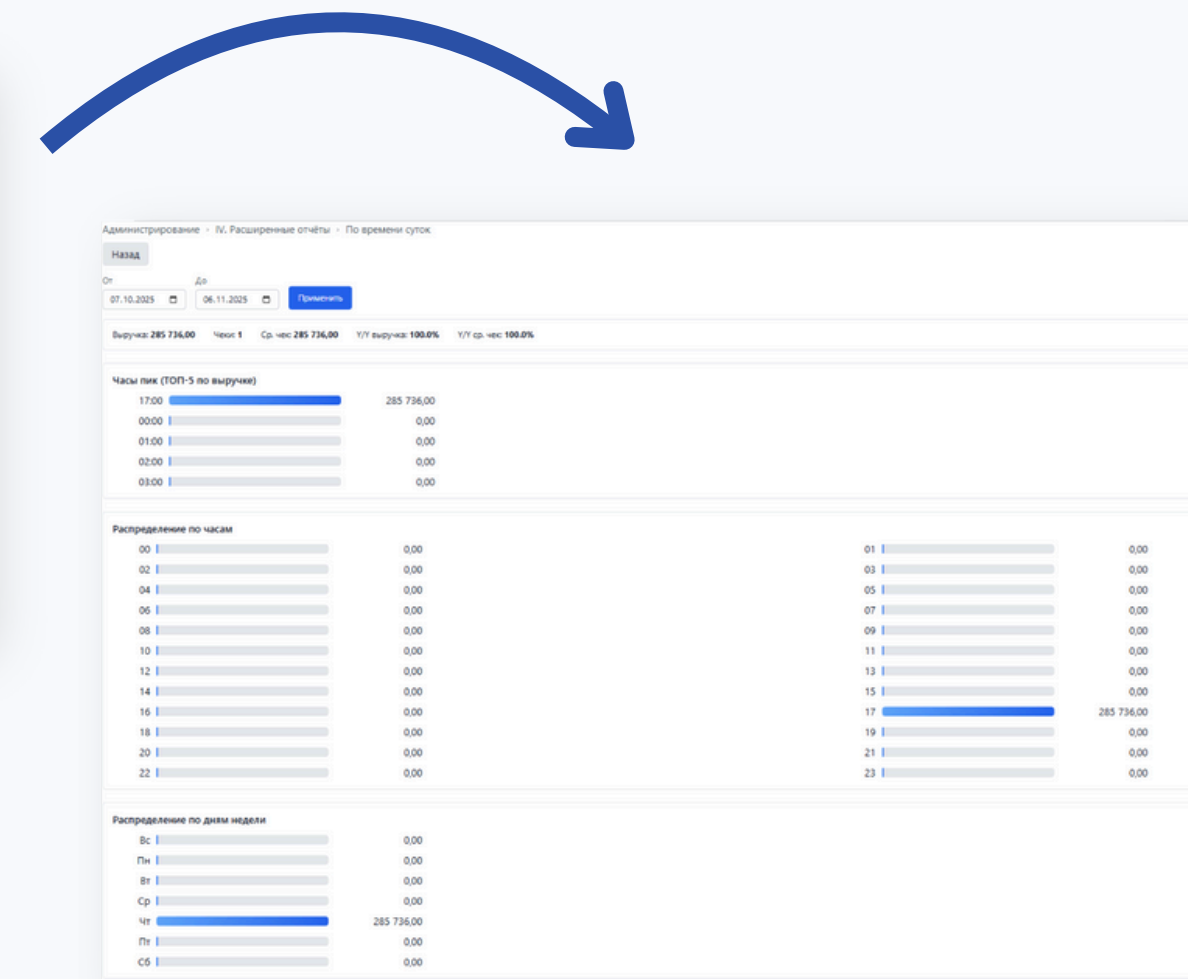 Администрирование › IV. Расширенные отчёты › По времени суток
Назад
От До
07.10.2025 06.11.2025 Применить
Выручка: 285 736,00 Чеки: 1 Ср. чек: 285 736,00 Y/Y выручка: 100.0% Y/Y ср. чек: 100.0%
Часы пик (ТОП-5 по выручке)
17:00 285 736,00
00:00 0,00
01:00 0,00
02:00 0,00
03:00 0,00
Распределение по часам
00 0,00 01 0,00
02 0,00 03 0,00
04 0,00 05 0,00
06 0,00 07 0,00
08 0,00 09 0,00
10 0,00 11 0,00
12 0,00 13 0,00
14 0,00 15 0,00
16 0,00 17 285 736,00
18 0,00 19 0,00
20 0,00 21 0,00
22 0,00 23 0,00
Распределение по дням недели
Вс 0,00
Пн 0,00
Вт 0,00
Ср 0,00
Чт 285 736,00
Пт 0,00
Сб 0,00